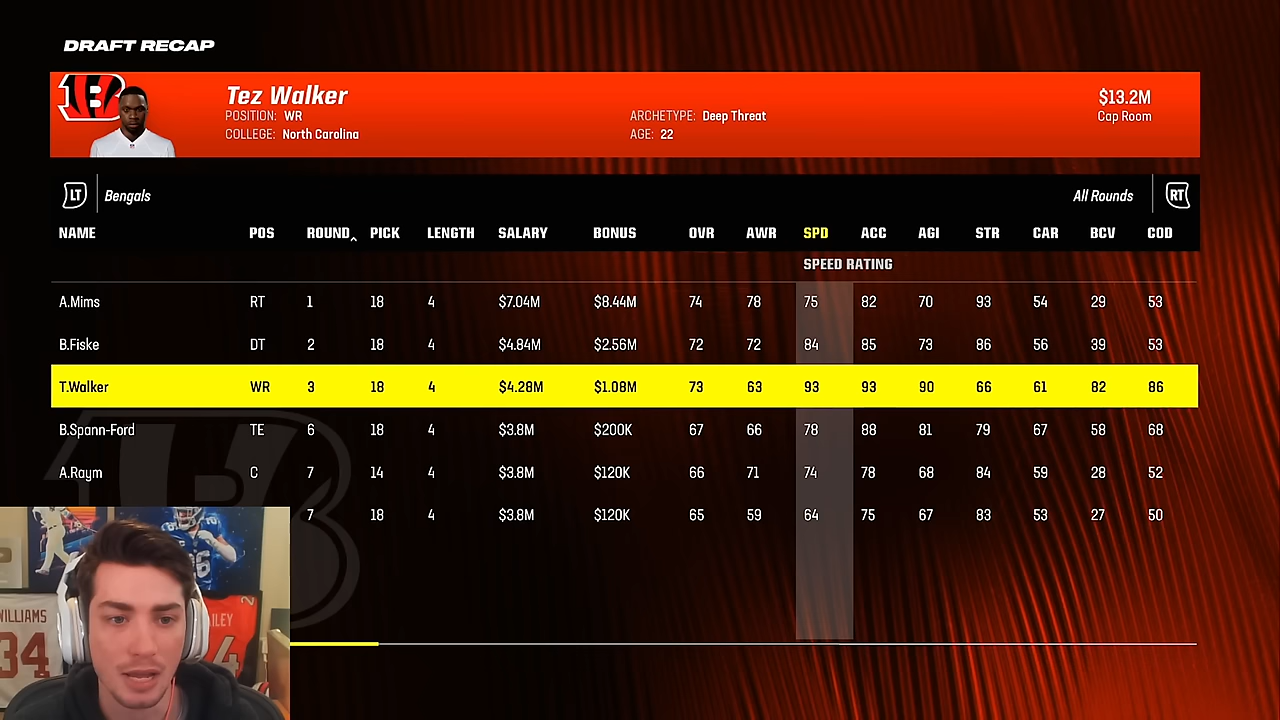 DRAFT RECAP
Tez Walker
POSITION: WR
COLLEGE: North Carolina
ARCHETYPE: Deep Threat
AGE: 22
$13.2M
Cap Room
LT Bengals All Rounds RT
NAME POS ROUND PICK LENGTH SALARY BONUS OVR AWR SPD ACC AGI STR CAR BCV COD
SPEED RATING
A.Mims RT 1 18 4 $7.04M $8.44M 74 78 75 82 70 93 54 29 53
B.Fiske DT 2 18 4 $4.84M $2.56M 72 72 84 85 73 86 56 39 53
T.Walker WR 3 18 4 $4.28M $1.08M 73 63 93 93 90 66 61 82 86
B.Spann-Ford TE 6 18 4 $3.8M $200K 67 66 78 88 81 79 67 58 68
A.Raym C 7 14 4 $3.8M $120K 66 71 74 78 68 84 59 28 52
7 18 4 $3.8M $120K 65 59 64 75 67 83 53 27 50
WILLIAMS
34